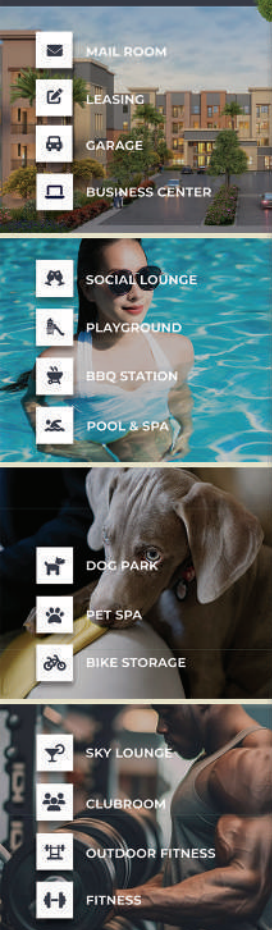 MAIL ROOM
LEASING
GARAGE
BUSINESS CENTER
SOCIAL LOUNGE
PLAYGROUND
BBQ STATION
POOL & SPA
DOG PARK
PET SPA
BIKE STORAGE
SKY LOUNGE
CLUBROOM
OUTDOOR FITNESS
FITNESS